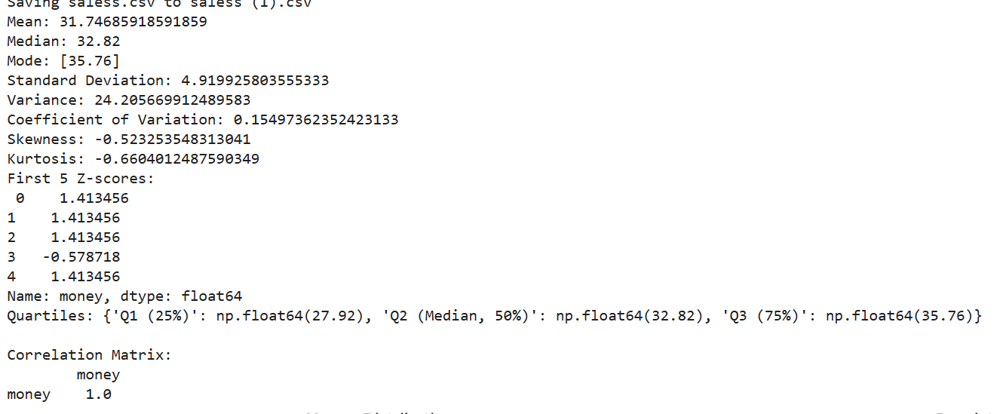 Saving saless.csv to saless (1).csv
Mean: 31.74685918591859
Median: 32.82
Mode: [35.76]
Standard Deviation: 4.919925803555333
Variance: 24.205669912489583
Coefficient of Variation: 0.15497362352423133
Skewness: -0.523253548313041
Kurtosis: -0.6604012487590349
First 5 Z-scores:
0    1.413456
1    1.413456
2    1.413456
3   -0.578718
4    1.413456
Name: money, dtype: float64
Quartiles: {'Q1 (25%)': np.float64(27.92), 'Q2 (Median, 50%)': np.float64(32.82), 'Q3 (75%)': np.float64(35.76)}
Correlation Matrix:
money
money    1.0